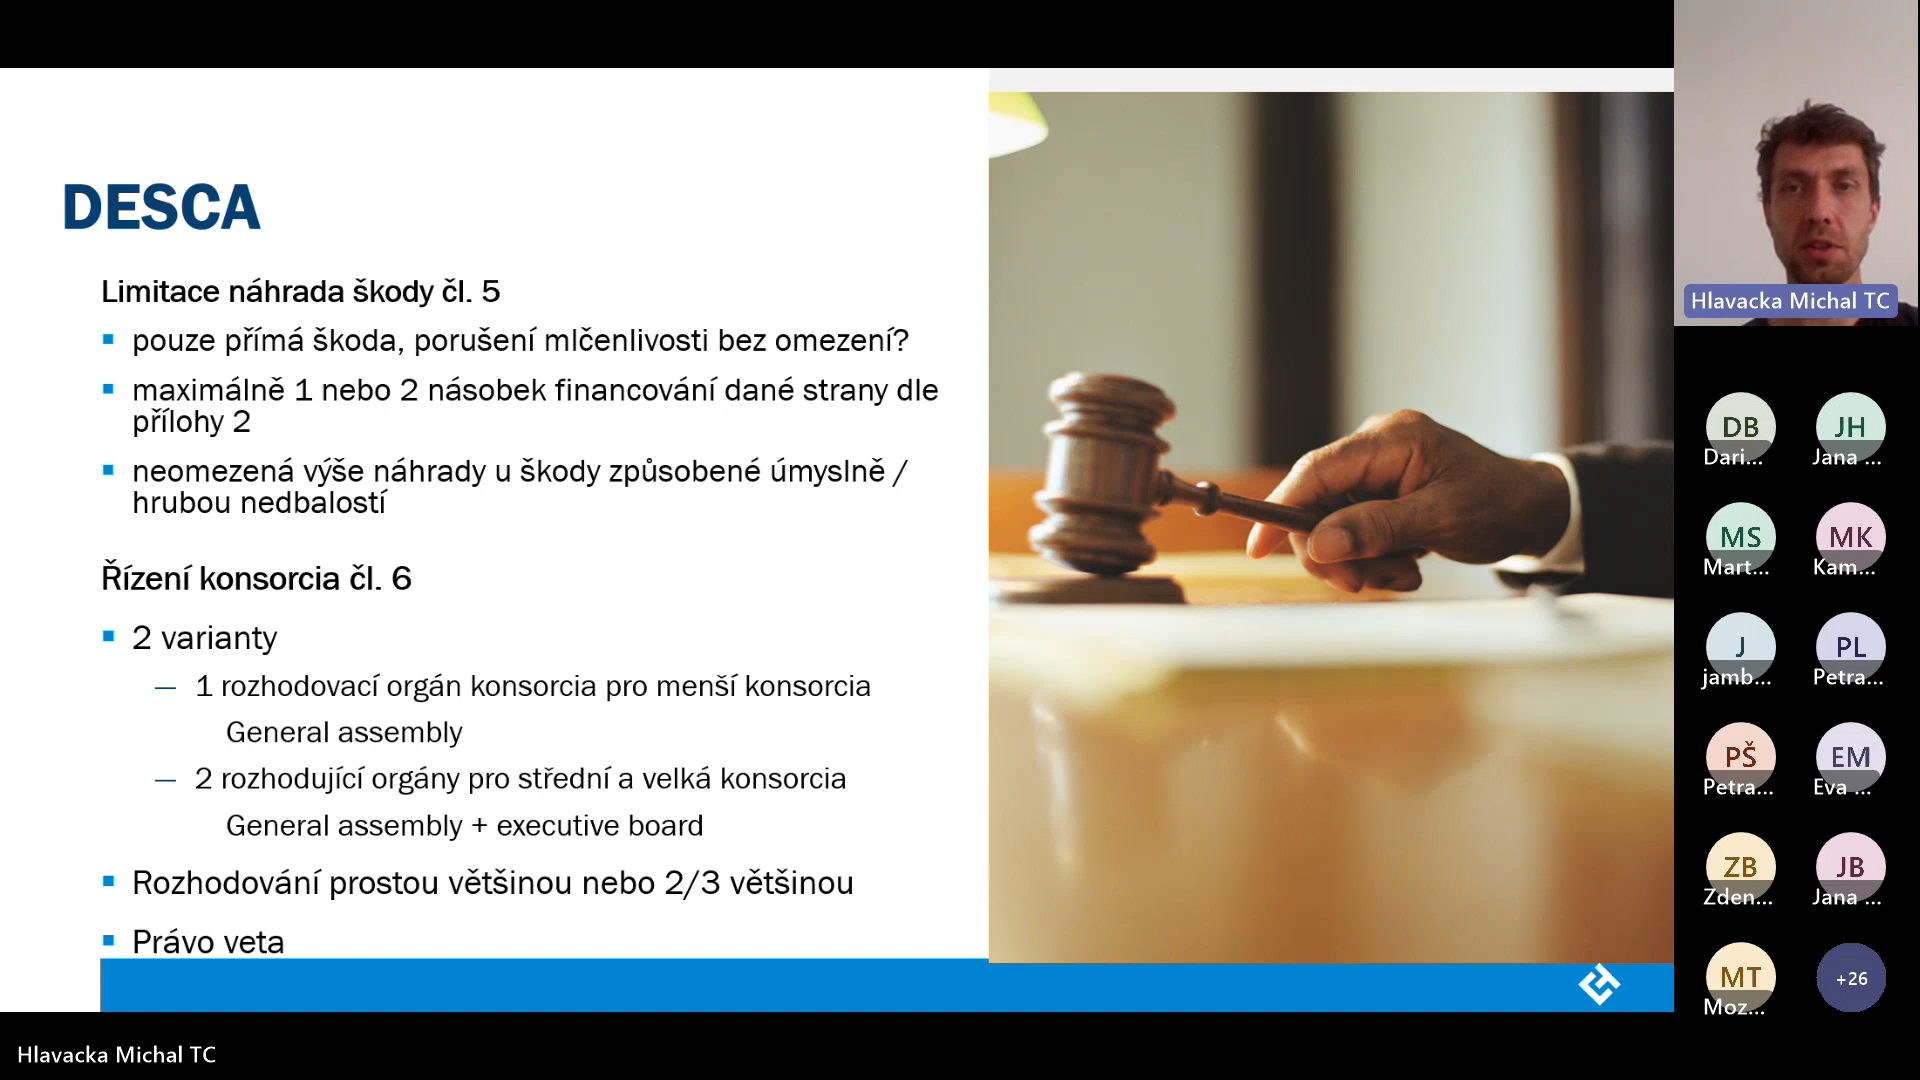 DESCA
Limitace náhrada škody čl. 5
pouze přímá škoda, porušení mlčenlivosti bez omezení?
maximálně 1 nebo 2 násobek financování dané strany dle
přílohy 2
neomezená výše náhrady u škody způsobené úmyslně /
hrubou nedbalostí
Řízení konsorcia čl. 6
2 varianty
— 1 rozhodovací orgán konsorcia pro menší konsorcia
General assembly
— 2 rozhodující orgány pro střední a velká konsorcia
General assembly + executive board
Rozhodování prostou většinou nebo 2/3 většinou
Právo veta
Hlavacka Michal TC
DB
Dari...
JH
Jana ...
MS
Mart...
MK
Kam...
J
jamb...
PL
Petra...
PŠ
Petra...
EM
Eva ...
ZB
Zden...
JB
Jana ...
MT
Moz...
+26
Hlavacka Michal TC